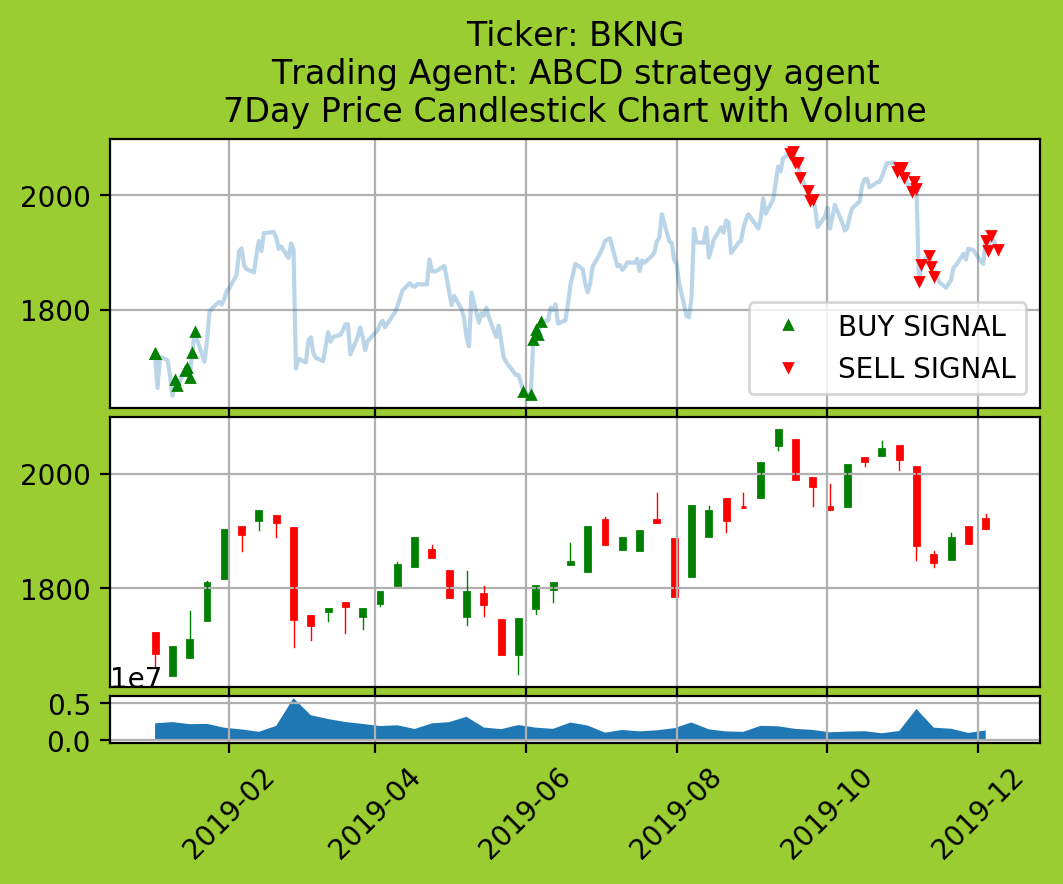 Ticker: BKNG
Trading Agent: ABCD strategy agent
7Day Price Candlestick Chart with Volume
2000
1800
BUY SIGNAL
SELL SIGNAL
2000
1800
1e7
0.5
0.0
2019-02
2019-04
2019-06
2019-08
2019-10
2019-12